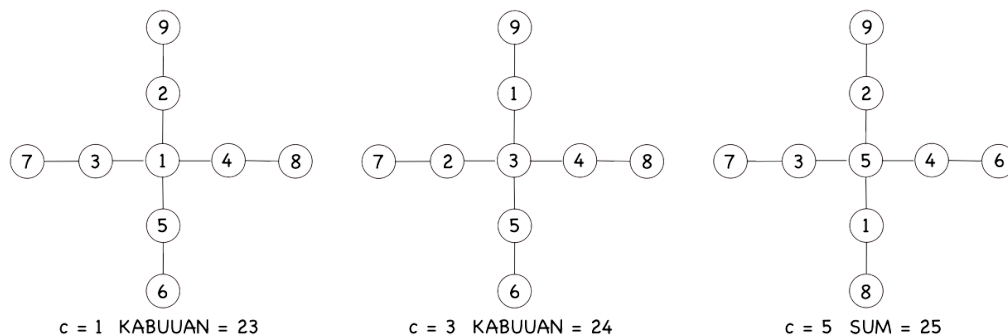 9 9 9
2 1 2
7 3 1 4 8 7 2 3 4 8 7 3 5 4 6
5 5 1
6 6 8
c = 1 KABUUAN = 23 c = 3 KABUUAN = 24 c = 5 SUM = 25